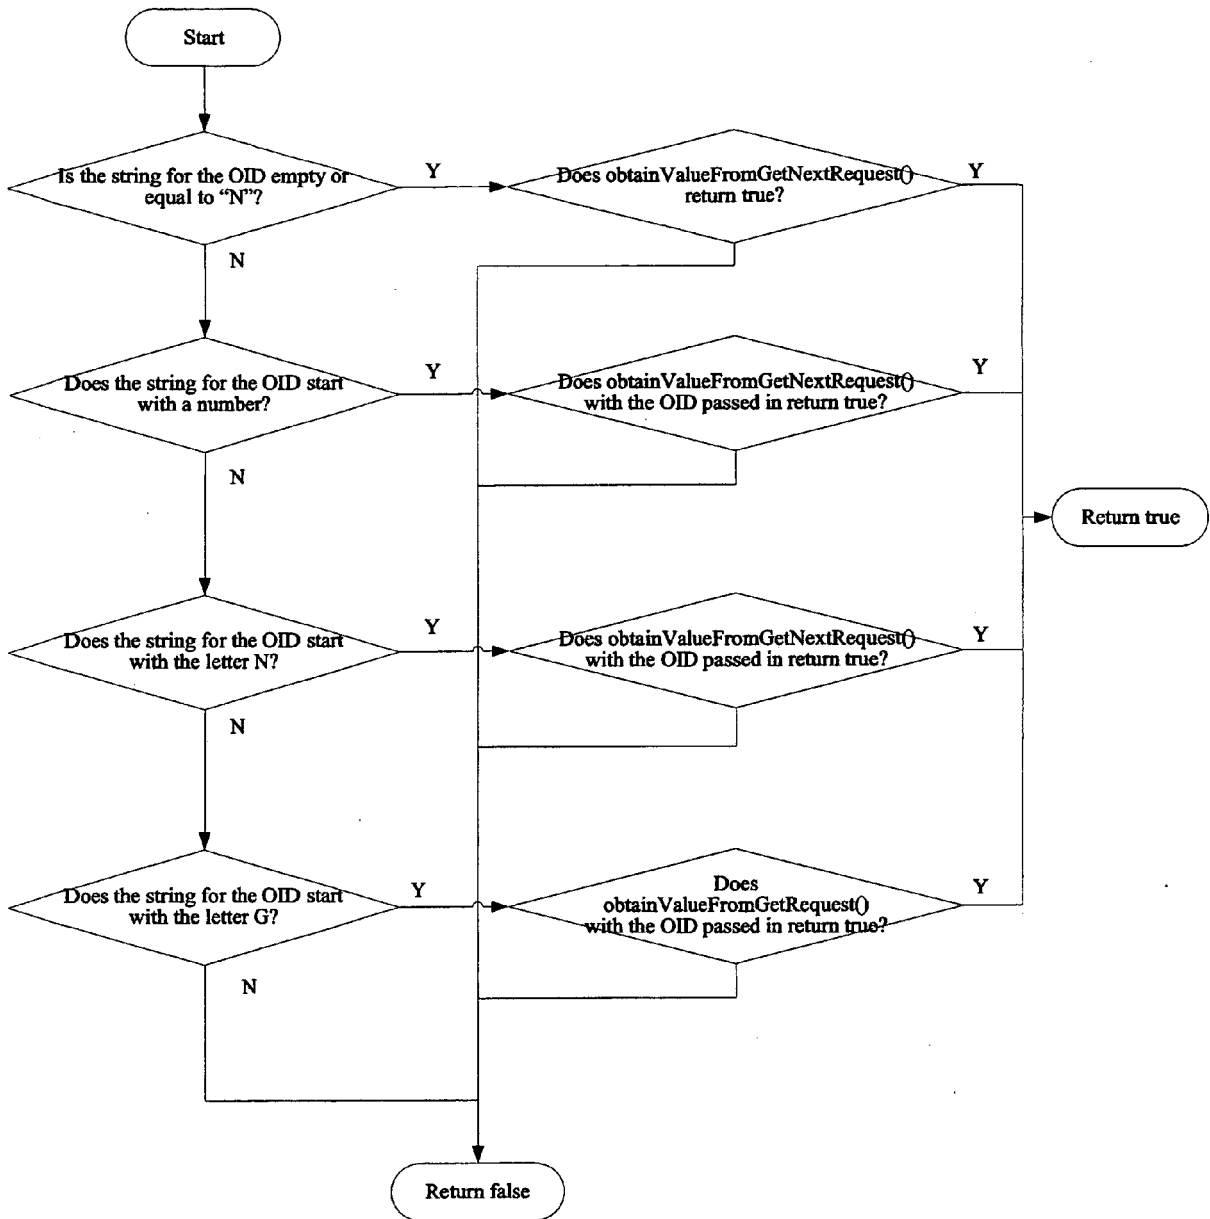 Start
Is the string for the OID empty or
equal to “N”?
Y
Does obtainValueFromGetNextRequest()
return true?
Y
N
Does the string for the OID start
with a number?
Y
Does obtainValueFromGetNextRequest()
with the OID passed in return true?
Y
N
Return true
Does the string for the OID start
with the letter N?
Y
Does obtainValueFromGetNextRequest()
with the OID passed in return true?
Y
N
Does the string for the OID start
with the letter G?
Y
Does
obtainValueFromGetRequest()
with the OID passed in return true?
Y
N
Return false